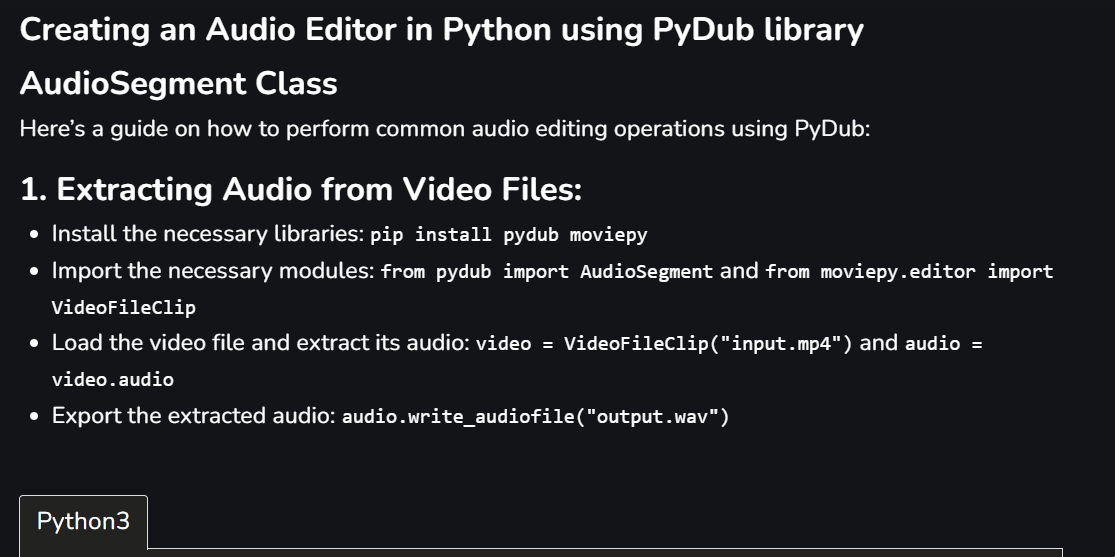 Creating an Audio Editor in Python using PyDub library
AudioSegment Class
Here’s a guide on how to perform common audio editing operations using PyDub:
1. Extracting Audio from Video Files:
• Install the necessary libraries: pip install pydub moviepy
• Import the necessary modules: from pydub import AudioSegment and from moviepy.editor import
VideoFileClip
• Load the video file and extract its audio: video = VideoFileClip("input.mp4") and audio =
video.audio
• Export the extracted audio: audio.write_audiofile("output.wav")
Python3